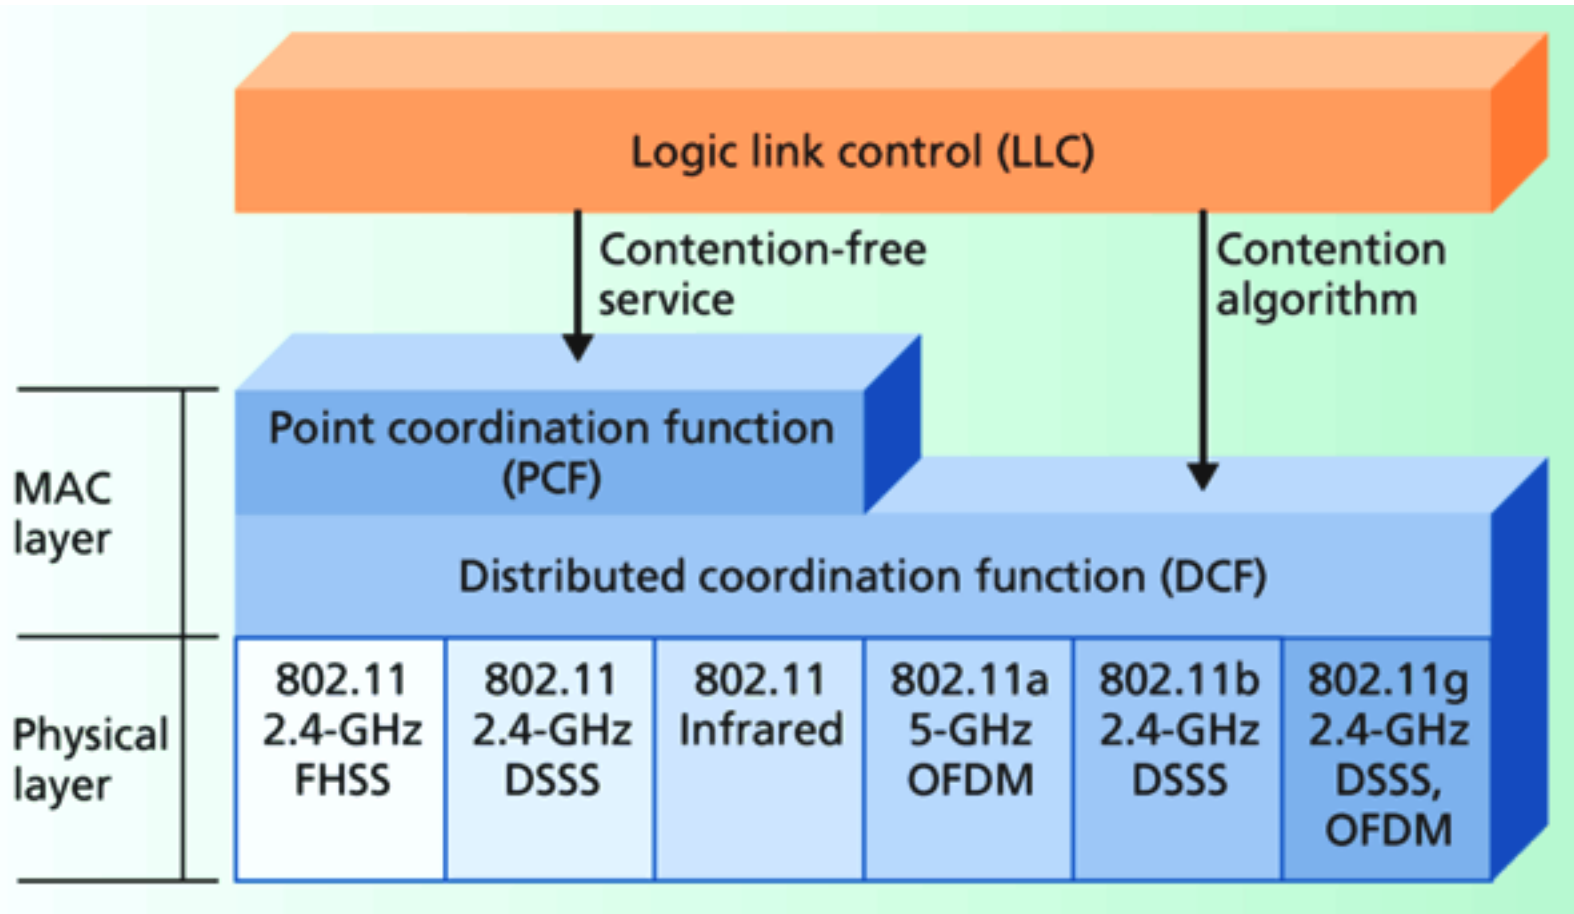 Logic link control (LLC)
Contention-free
service
Contention
algorithm
Point coordination function
(PCF)
MAC
layer
Distributed coordination function (DCF)
Physical
layer
802.11
2.4-GHz
FHSS
802.11
2.4-GHz
DSSS
802.11
Infrared
802.11a
5-GHz
OFDM
802.11b
2.4-GHz
DSSS
802.11g
2.4-GHz
DSSS,
OFDM